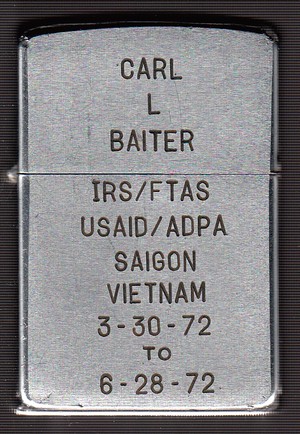 CARL
L
BAITER
IRS/FTAS
USAID/ADPA
SAIGON
VIETNAM
3-30-72
TO
6-28-72